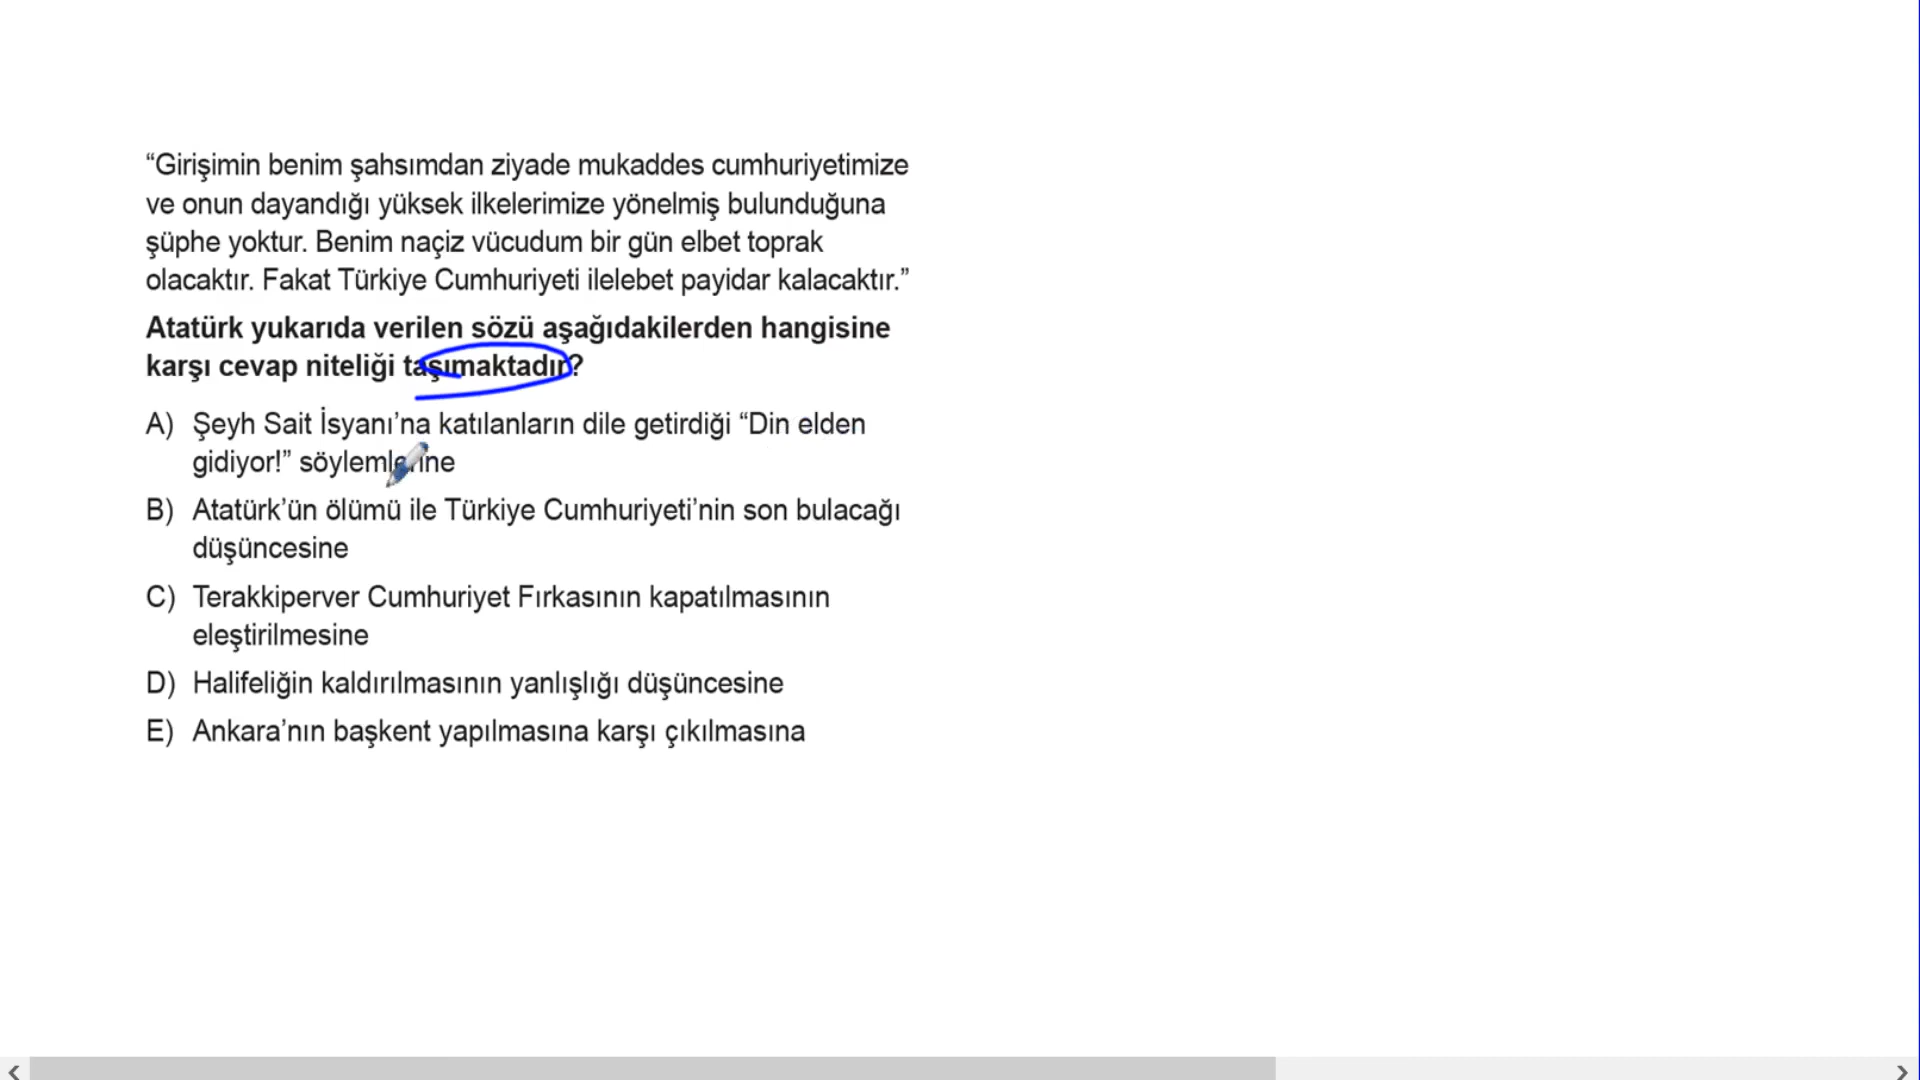 “Girişimin benim şahsımdan ziyade mukaddes cumhuriyetimize
ve onun dayandığı yüksek ilkelerimize yönelmiş bulunduğuna
şüphe yoktur. Benim naçiz vücudum bir gün elbet toprak
olacaktır. Fakat Türkiye Cumhuriyeti ilelebet payidar kalacaktır.”
Atatürk yukarıda verilen sözü aşağıdakilerden hangisine
karşı cevap niteliği taşımaktadır?
A) Şeyh Sait İsyanı’na katılanların dile getirdiği “Din elden
gidiyor!” söylemlerine
B) Atatürk’ün ölümü ile Türkiye Cumhuriyeti’nin son bulacağı
düşüncesine
C) Terakkiperver Cumhuriyet Fırkasının kapatılmasının
eleştirilmesine
D) Halifeliğin kaldırılmasının yanlışlığı düşüncesine
E) Ankara’nın başkent yapılmasına karşı çıkılmasına